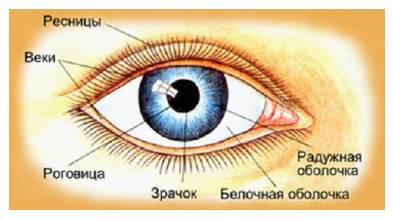 Ресницы
Веки
Роговица
Зрачок
Белочная оболочка
Радужная
оболочка